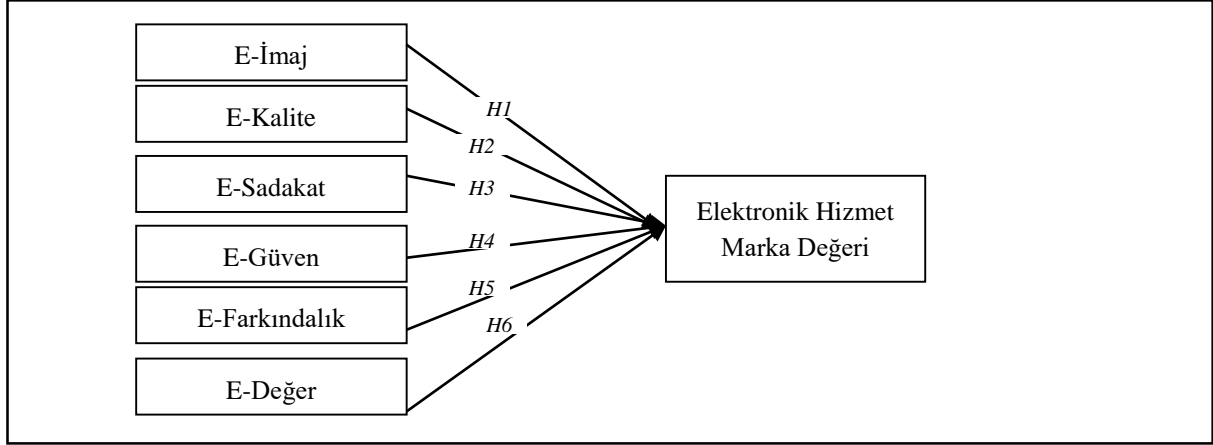 E-İmaj
H1
E-Kalite
H2
E-Sadakat
H3
E-Güven
H4
E-Farkındalık
H5
E-Değer
H6
Elektronik Hizmet
Marka Değeri